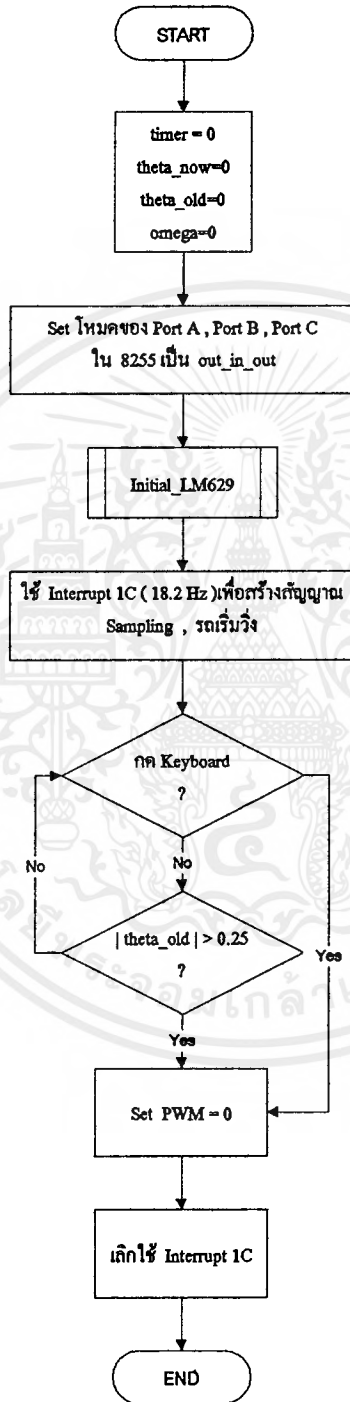 START
timer = 0
theta_now=0
theta_old=0
omega=0
Set โหมดของ Port A , Port B , Port C
ใน 8255 เป็น out_in_out
Initial_LM629
ใช้ Interrupt 1C ( 18.2 Hz )เพื่อสร้างสัญญาณ
Sampling , รถเริ่มวิ่ง
กด Keyboard
?
No
No
| theta_old | > 0.25
?
Yes
Yes
Set PWM = 0
เลิกใช้ Interrupt 1C
END